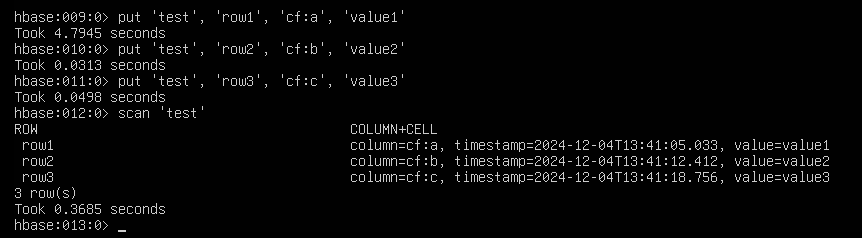 hbase:009:0> put 'test', 'row1', 'cf:a', 'value1'
Took 4.7945 seconds
hbase:010:0> put 'test', 'row2', 'cf:b', 'value2'
Took 0.0313 seconds
hbase:011:0> put 'test', 'row3', 'cf:c', 'value3'
Took 0.0498 seconds
hbase:012:0> scan 'test'
ROW COLUMN+CELL
row1 column=cf:a, timestamp=2024-12-04T13:41:05.033, value=value1
row2 column=cf:b, timestamp=2024-12-04T13:41:12.412, value=value2
row3 column=cf:c, timestamp=2024-12-04T13:41:18.756, value=value3
3 row(s)
Took 0.3685 seconds
hbase:013:0> _